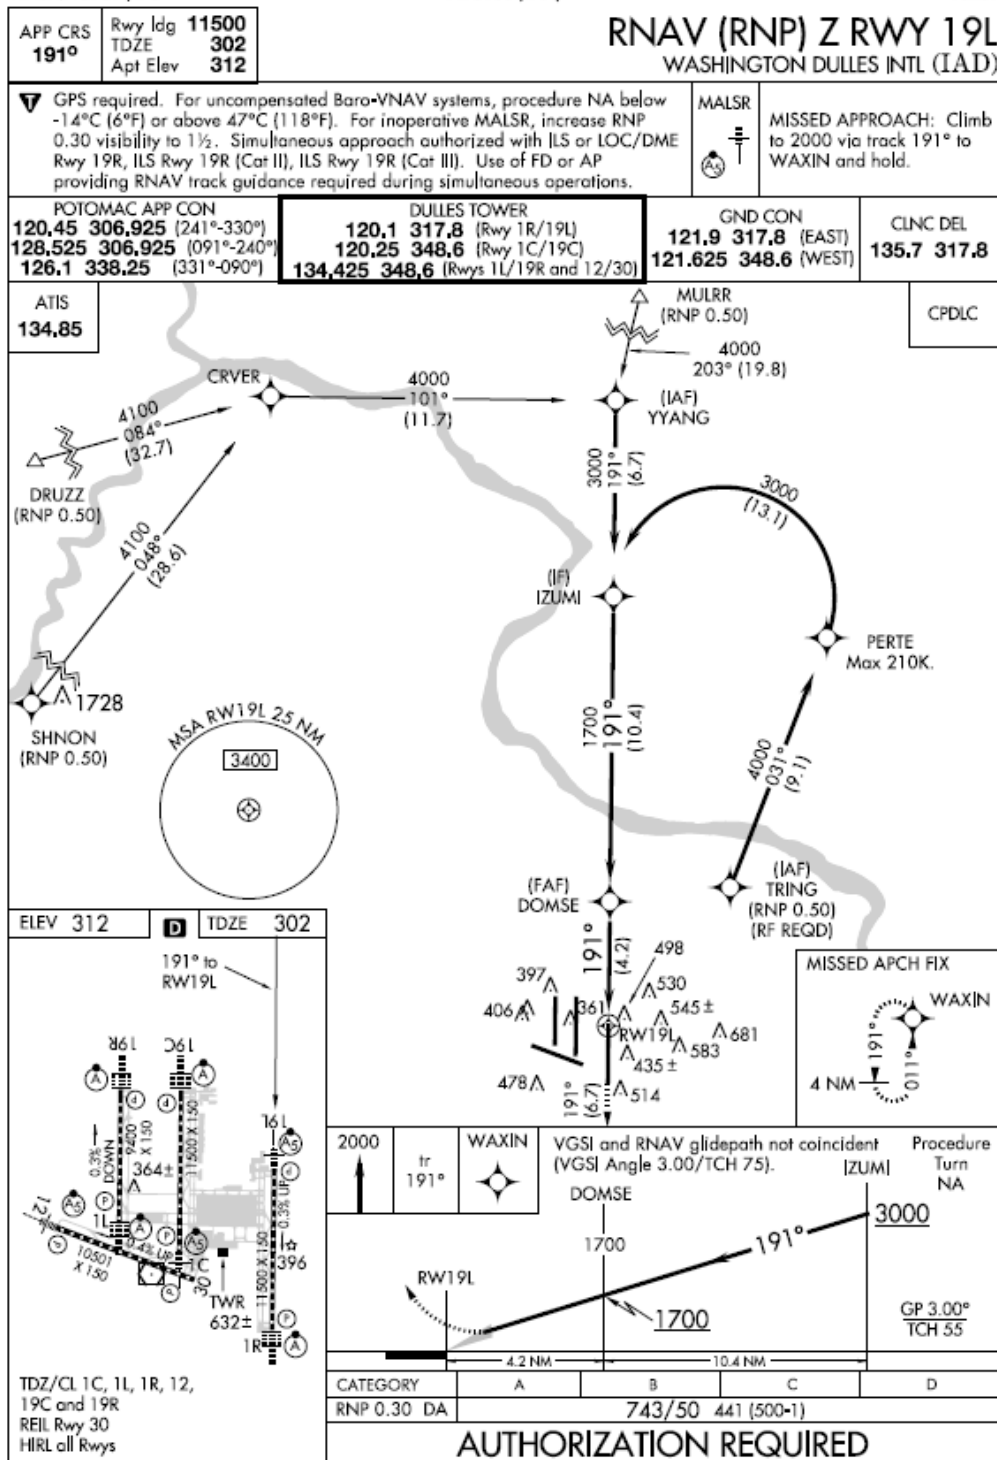 APP CRS
191°
Rwy ldg 11500
TDZE 302
Apt Elev 312
RNAV (RNP) Z RWY 19L
WASHINGTON DULLES INTL (IAD)
T GPS required. For uncompensated Baro-VNAV systems, procedure NA below
-14°C (6°F) or above 47°C (118°F). For inoperative MALSR, increase RNP
0.30 visibility to 1½. Simultaneous approach authorized with ILS or LOC/DME
Rwy 19R, ILS Rwy 19R (Cat II), ILS Rwy 19R (Cat III). Use of FD or AP
providing RNAV track guidance required during simultaneous operations.
MALSR
A5
MISSED APPROACH: Climb
to 2000 via track 191° to
WAXIN and hold.
POTOMAC APP CON
120.45 306.925 (241°-330°)
128.525 306.925 (091°-240°)
126.1 338.25 (331°-090°)
DULLES TOWER
120.1 317.8 (Rwy 1R/19L)
120.25 348.6 (Rwy 1C/19C)
134.425 348.6 (Rwys 1L/19R and 12/30)
GND CON
121.9 317.8 (EAST)
121.625 348.6 (WEST)
CLNC DEL
135.7 317.8
ATIS
134.85
CPDLC
MULRR
(RNP 0.50)
4000
203° (19.8)
CRVER
4000
101°
(11.7)
(IAF)
YYANG
4100
084°
(32.7)
DRUZZ
(RNP 0.50)
3000
191°
(6.7)
3000
(13.1)
4100
048°
(28.6)
(IF)
IZUMI
PERTE
Max 210K.
1728
SHNON
(RNP 0.50)
MSA RW19L 25 NM
3400
1700
191°
(10.4)
4000
031°
(9.1)
(FAF)
DOMSE
(IAF)
TRING
(RNP 0.50)
(RF REQD)
191°
(4.2)
498
397
530
406
361
545±
RW19L
681
583
435±
478
514
191°
(6.7)
MISSED APCH FIX
WAXIN
191°
011°
4 NM
ELEV 312
D
TDZE 302
191° to
RW19L
19R
19C
A
A
P
P
19L
A5
P
9400
X 150
0.3%
DOWN
11500 X 150
364±
0.3% UP
A5
P
12
1L
A
P
A5
0.4% UP
1C
P
10501
X 150
P
30
396
TWR
632±
11500 X 150
P
1R
A
TDZ/CL 1C, 1L, 1R, 12,
19C and 19R
REIL Rwy 30
HIRL all Rwys
2000
tr
191°
WAXIN
VGSI and RNAV glidepath not coincident
(VGSI Angle 3.00/TCH 75).
Procedure
Turn
NA
IZUMI
DOMSE
3000
1700
191°
RW19L
1700
GP 3.00°
TCH 55
4.2 NM
10.4 NM
CATEGORY A B C D
RNP 0.30 DA 743/50 441 (500-1)
AUTHORIZATION REQUIRED